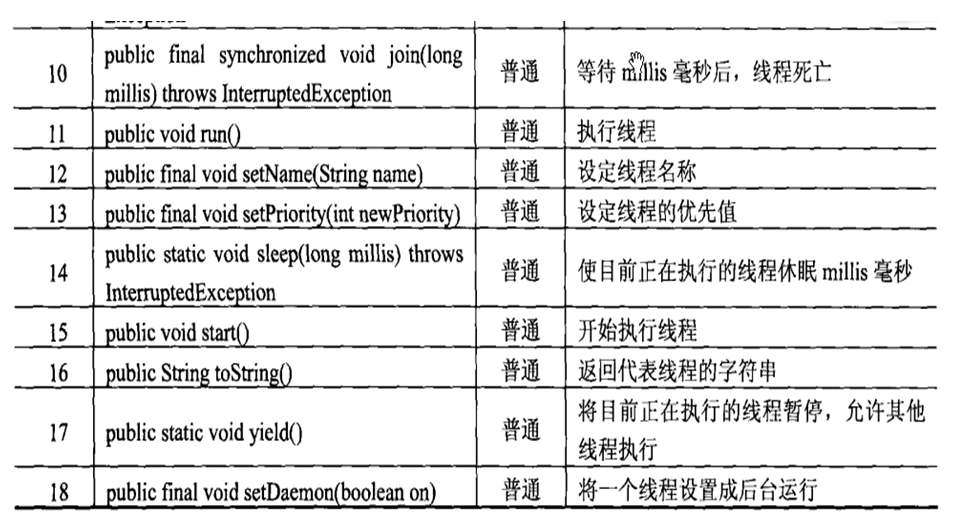 10 public final synchronized void join(long 普通 等待 millis 毫秒后，线程死亡
millis) throws InterruptedException
11 public void run() 普通 执行线程
12 public final void setName(String name) 普通 设定线程名称
13 public final void setPriority(int newPriority) 普通 设定线程的优先值
14 public static void sleep(long millis) throws 普通 使目前正在执行的线程休眠 millis 毫秒
InterruptedException
15 public void start() 普通 开始执行线程
16 public String toString() 普通 返回代表线程的字符串
17 public static void yield() 普通 将目前正在执行的线程暂停，允许其他
线程执行
18 public final void setDaemon(boolean on) 普通 将一个线程设置成后台运行